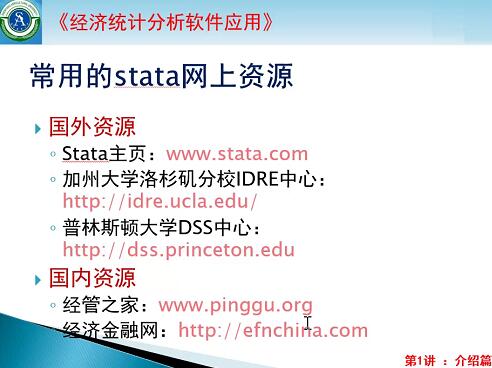 《经济统计分析软件应用》
常用的stata网上资源
国外资源
Stata主页：www.stata.com
加州大学洛杉矶分校IDRE中心：
http://idre.ucla.edu/
普林斯顿大学DSS中心：
http://dss.princeton.edu
国内资源
经管之家：www.pinggu.org
经济金融网：http://efnchina.com
第1讲 ：介绍篇